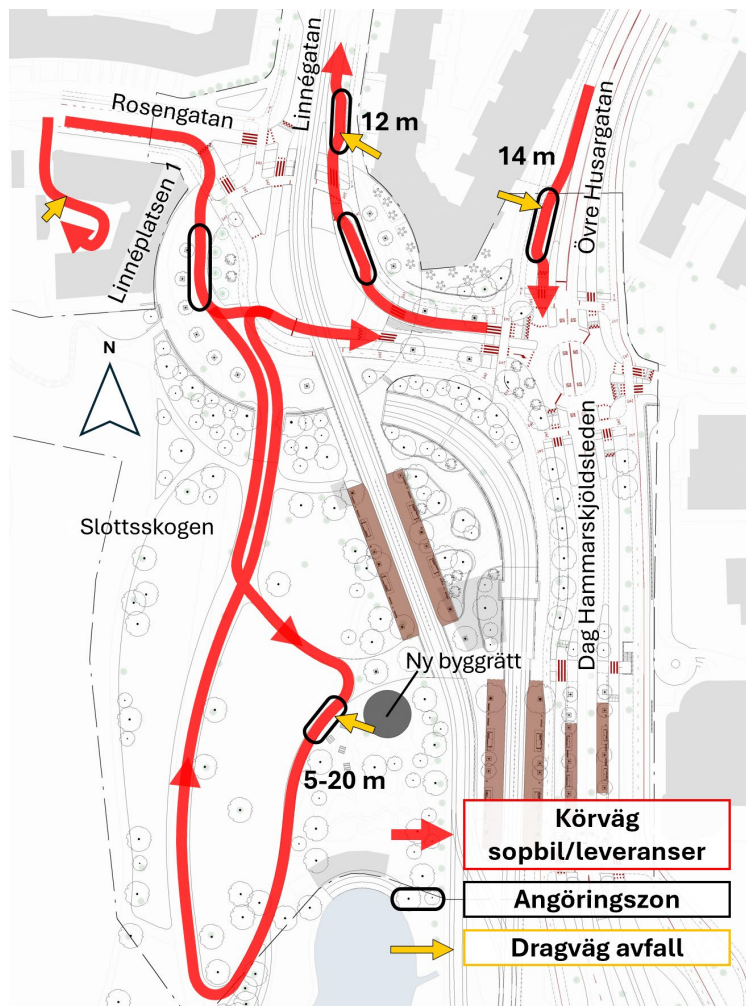 Rosengatan
Linnégatan
12 m
14 m
Övre Husargatan
Linnéplatsen 1
N
Slottsskogen
Dag Hammarskjöldsleden
Ny byggrätt
5-20 m
Körväg
sopbil/leveranser
Angöringszon
Dragväg avfall